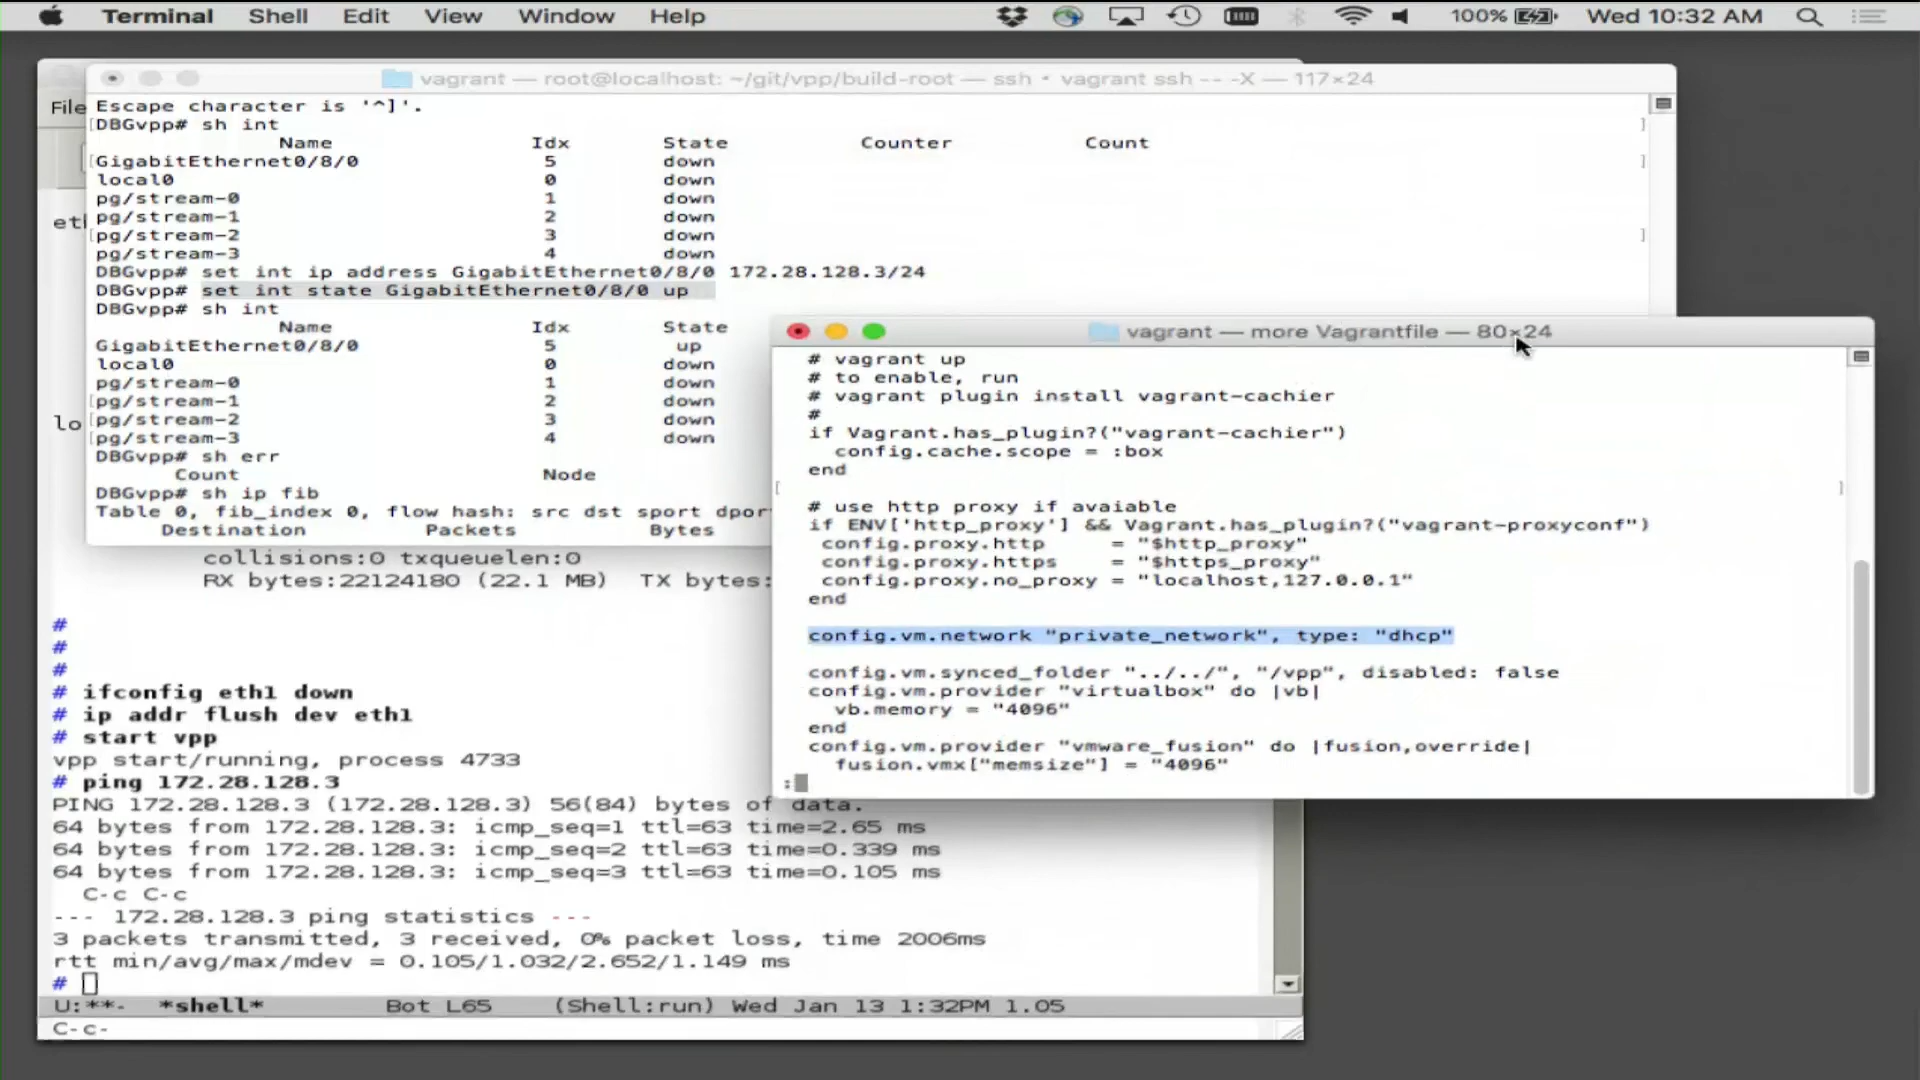 Terminal Shell Edit View Window Help 100% Wed 10:32 AM
vagrant — root@localhost: ~/git/vpp/build-root — ssh • vagrant ssh -- -X — 117×24
File
Escape character is '^]'.
DBGvpp# sh int
Name Idx State Counter Count
GigabitEthernet0/8/0 5 down
local0 0 down
pg/stream-0 1 down
pg/stream-1 2 down
pg/stream-2 3 down
pg/stream-3 4 down
DBGvpp# set int ip address GigabitEthernet0/8/0 172.28.128.3/24
DBGvpp# set int state GigabitEthernet0/8/0 up
DBGvpp# sh int
Name Idx State
GigabitEthernet0/8/0 5 up
local0 0 down
pg/stream-0 1 down
pg/stream-1 2 down
pg/stream-2 3 down
pg/stream-3 4 down
DBGvpp# sh err
Count Node
DBGvpp# sh ip fib
Table 0, fib_index 0, flow hash: src dst sport dpor
Destination Packets Bytes
et
lo
collisions:0 txqueuelen:0
RX bytes:22124180 (22.1 MB) TX bytes:
#
#
#
# ifconfig eth1 down
# ip addr flush dev eth1
# start vpp
vpp start/running, process 4733
# ping 172.28.128.3
PING 172.28.128.3 (172.28.128.3) 56(84) bytes of data.
64 bytes from 172.28.128.3: icmp_seq=1 ttl=63 time=2.65 ms
64 bytes from 172.28.128.3: icmp_seq=2 ttl=63 time=0.339 ms
64 bytes from 172.28.128.3: icmp_seq=3 ttl=63 time=0.105 ms
C-c C-c
--- 172.28.128.3 ping statistics ---
3 packets transmitted, 3 received, 0% packet loss, time 2006ms
rtt min/avg/max/mdev = 0.105/1.032/2.652/1.149 ms
#
U:**- *shell* Bot L65 (Shell:run) Wed Jan 13 1:32PM 1.05
C-c-
vagrant — more Vagrantfile — 80×24
# vagrant up
# to enable, run
# vagrant plugin install vagrant-cachier
#
if Vagrant.has_plugin?("vagrant-cachier")
config.cache.scope = :box
end
# use http proxy if avaiable
if ENV['http_proxy'] && Vagrant.has_plugin?("vagrant-proxyconf")
config.proxy.http = "$http_proxy"
config.proxy.https = "$https_proxy"
config.proxy.no_proxy = "localhost,127.0.0.1"
end
config.vm.network "private_network", type: "dhcp"
config.vm.synced_folder "../../", "/vpp", disabled: false
config.vm.provider "virtualbox" do |vb|
vb.memory = "4096"
end
config.vm.provider "vmware_fusion" do |fusion,override|
fusion.vmx["memsize"] = "4096"
: